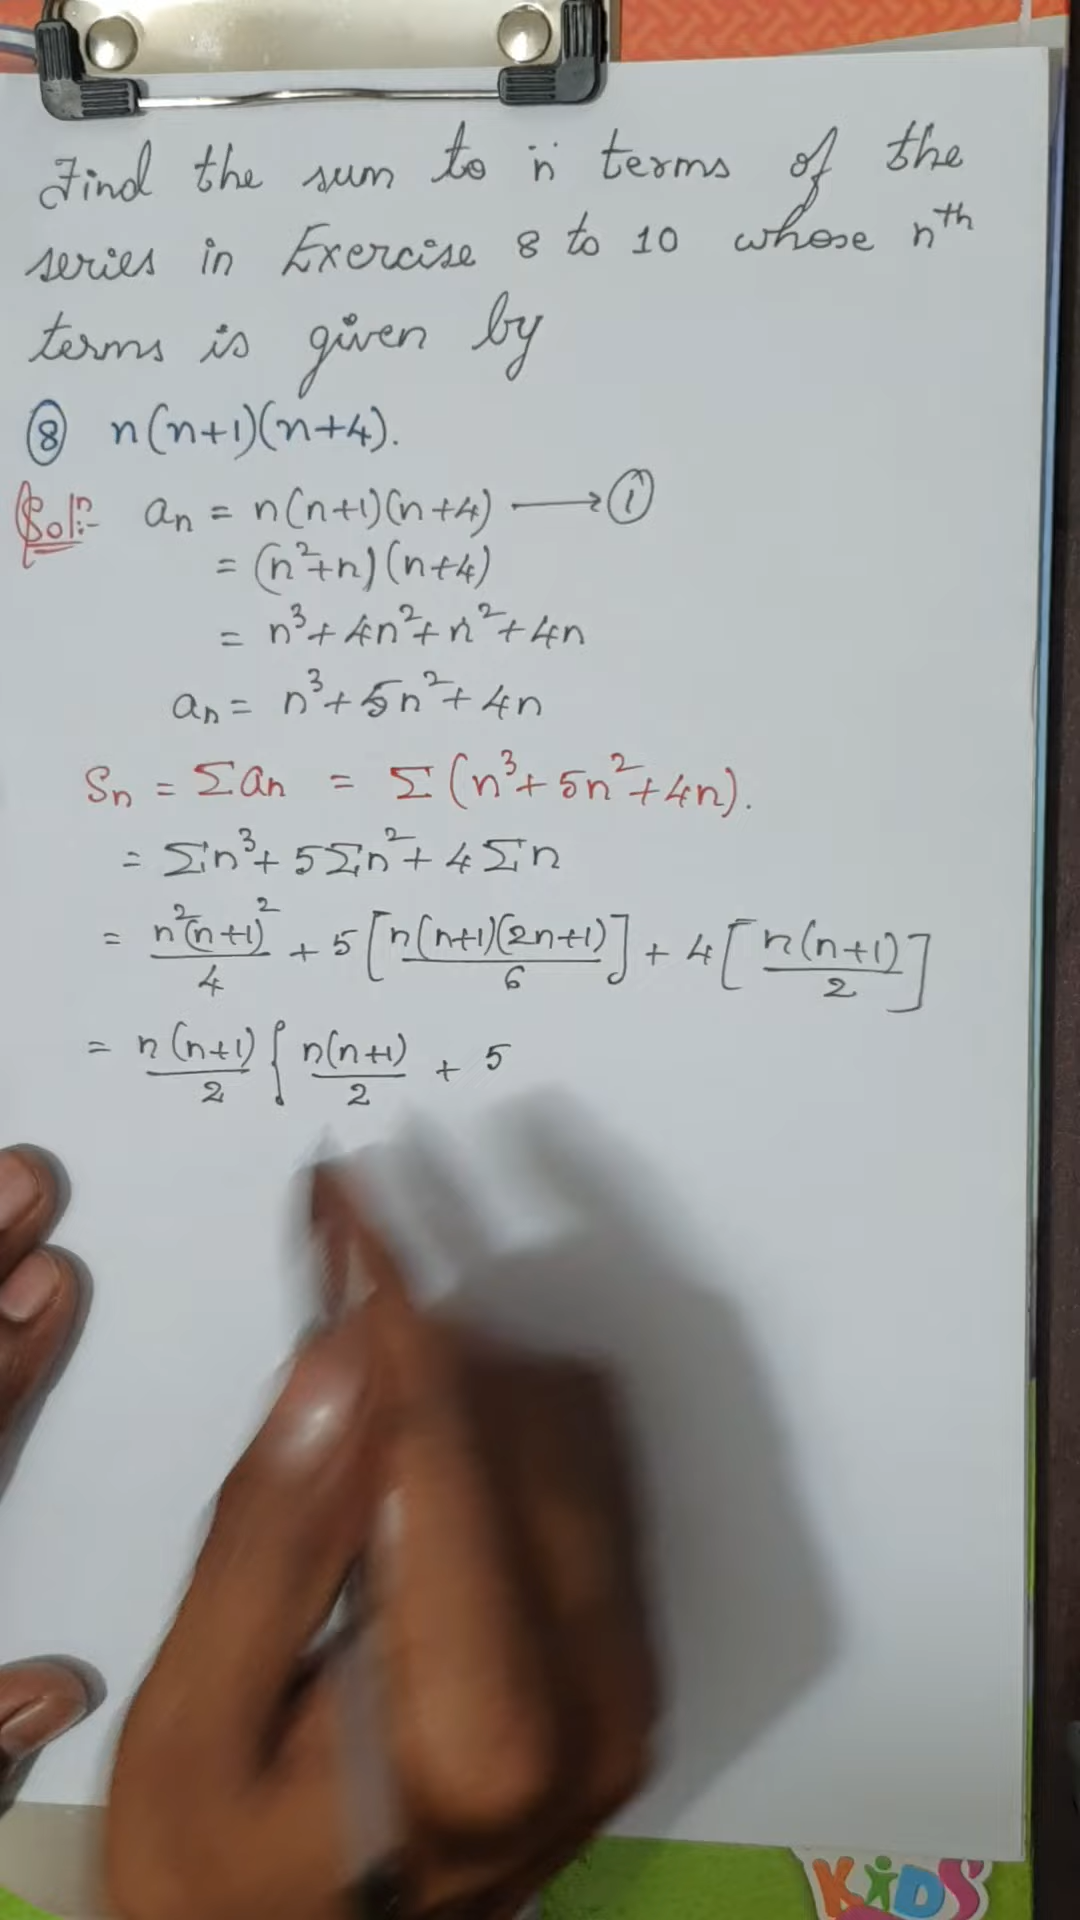 Find the sum to 'n' terms of the
series in Exercise 8 to 10 whose nth
terms is given by
⑧ n(n+1)(n+4).
Sol:n- an = n(n+1)(n+4) ⟶ ①
= (n²+n)(n+4)
= n³+4n²+n²+4n
an = n³+5n²+4n
Sn = Σan = Σ(n³+5n²+4n).
= Σn³+5Σn²+4Σn
= n²(n+1)²/4 + 5[n(n+1)(2n+1)/6] + 4[n(n+1)/2]
= n(n+1)/2 { n(n+1)/2 + 5
KiDS